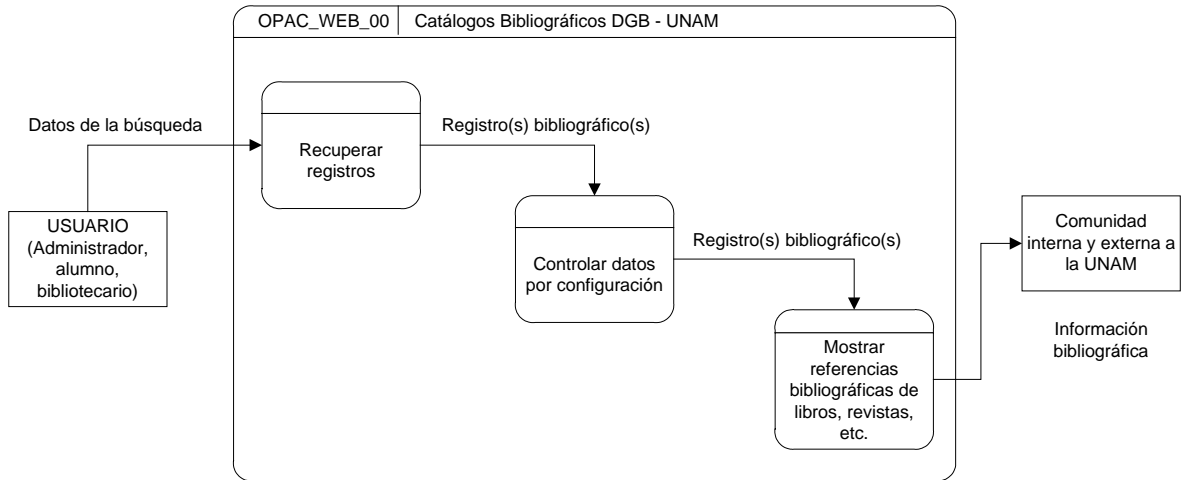 OPAC_WEB_00 Catálogos Bibliográficos DGB - UNAM
Datos de la búsqueda
USUARIO
(Administrador,
alumno,
bibliotecario)
Recuperar
registros
Registro(s) bibliográfico(s)
Controlar datos
por configuración
Registro(s) bibliográfico(s)
Mostrar
referencias
bibliográficas de
libros, revistas,
etc.
Comunidad
interna y externa a
la UNAM
Información
bibliográfica